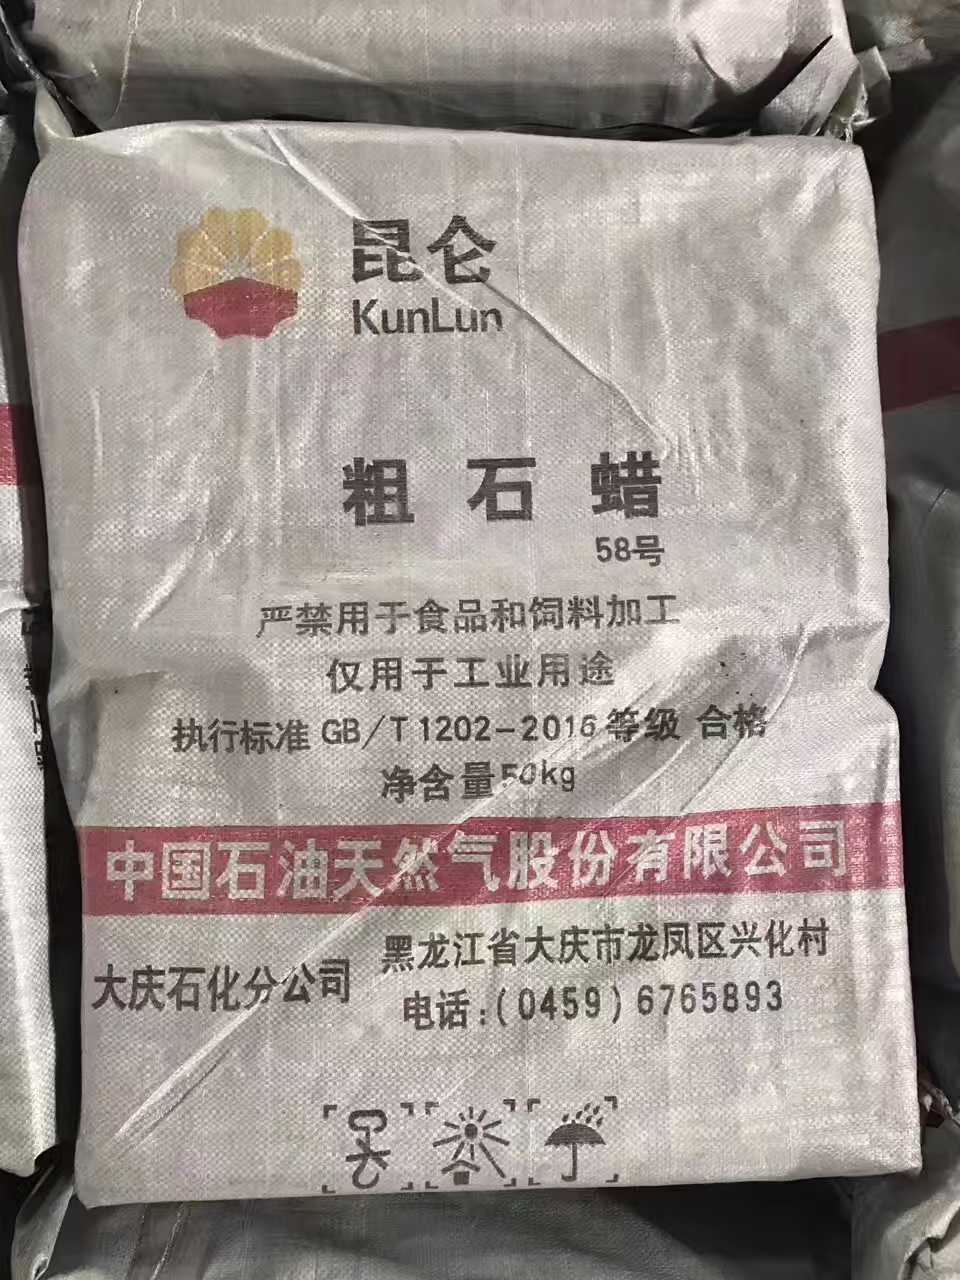 昆仑
KunLun
粗石蜡
58号
严禁用于食品和饲料加工
仅用于工业用途
执行标准 GB/T 1202-2016 等级 合格
净含量50kg
中国石油天然气股份有限公司
大庆石化分公司
黑龙江省大庆市龙凤区兴化村
电话:(0459)6765893